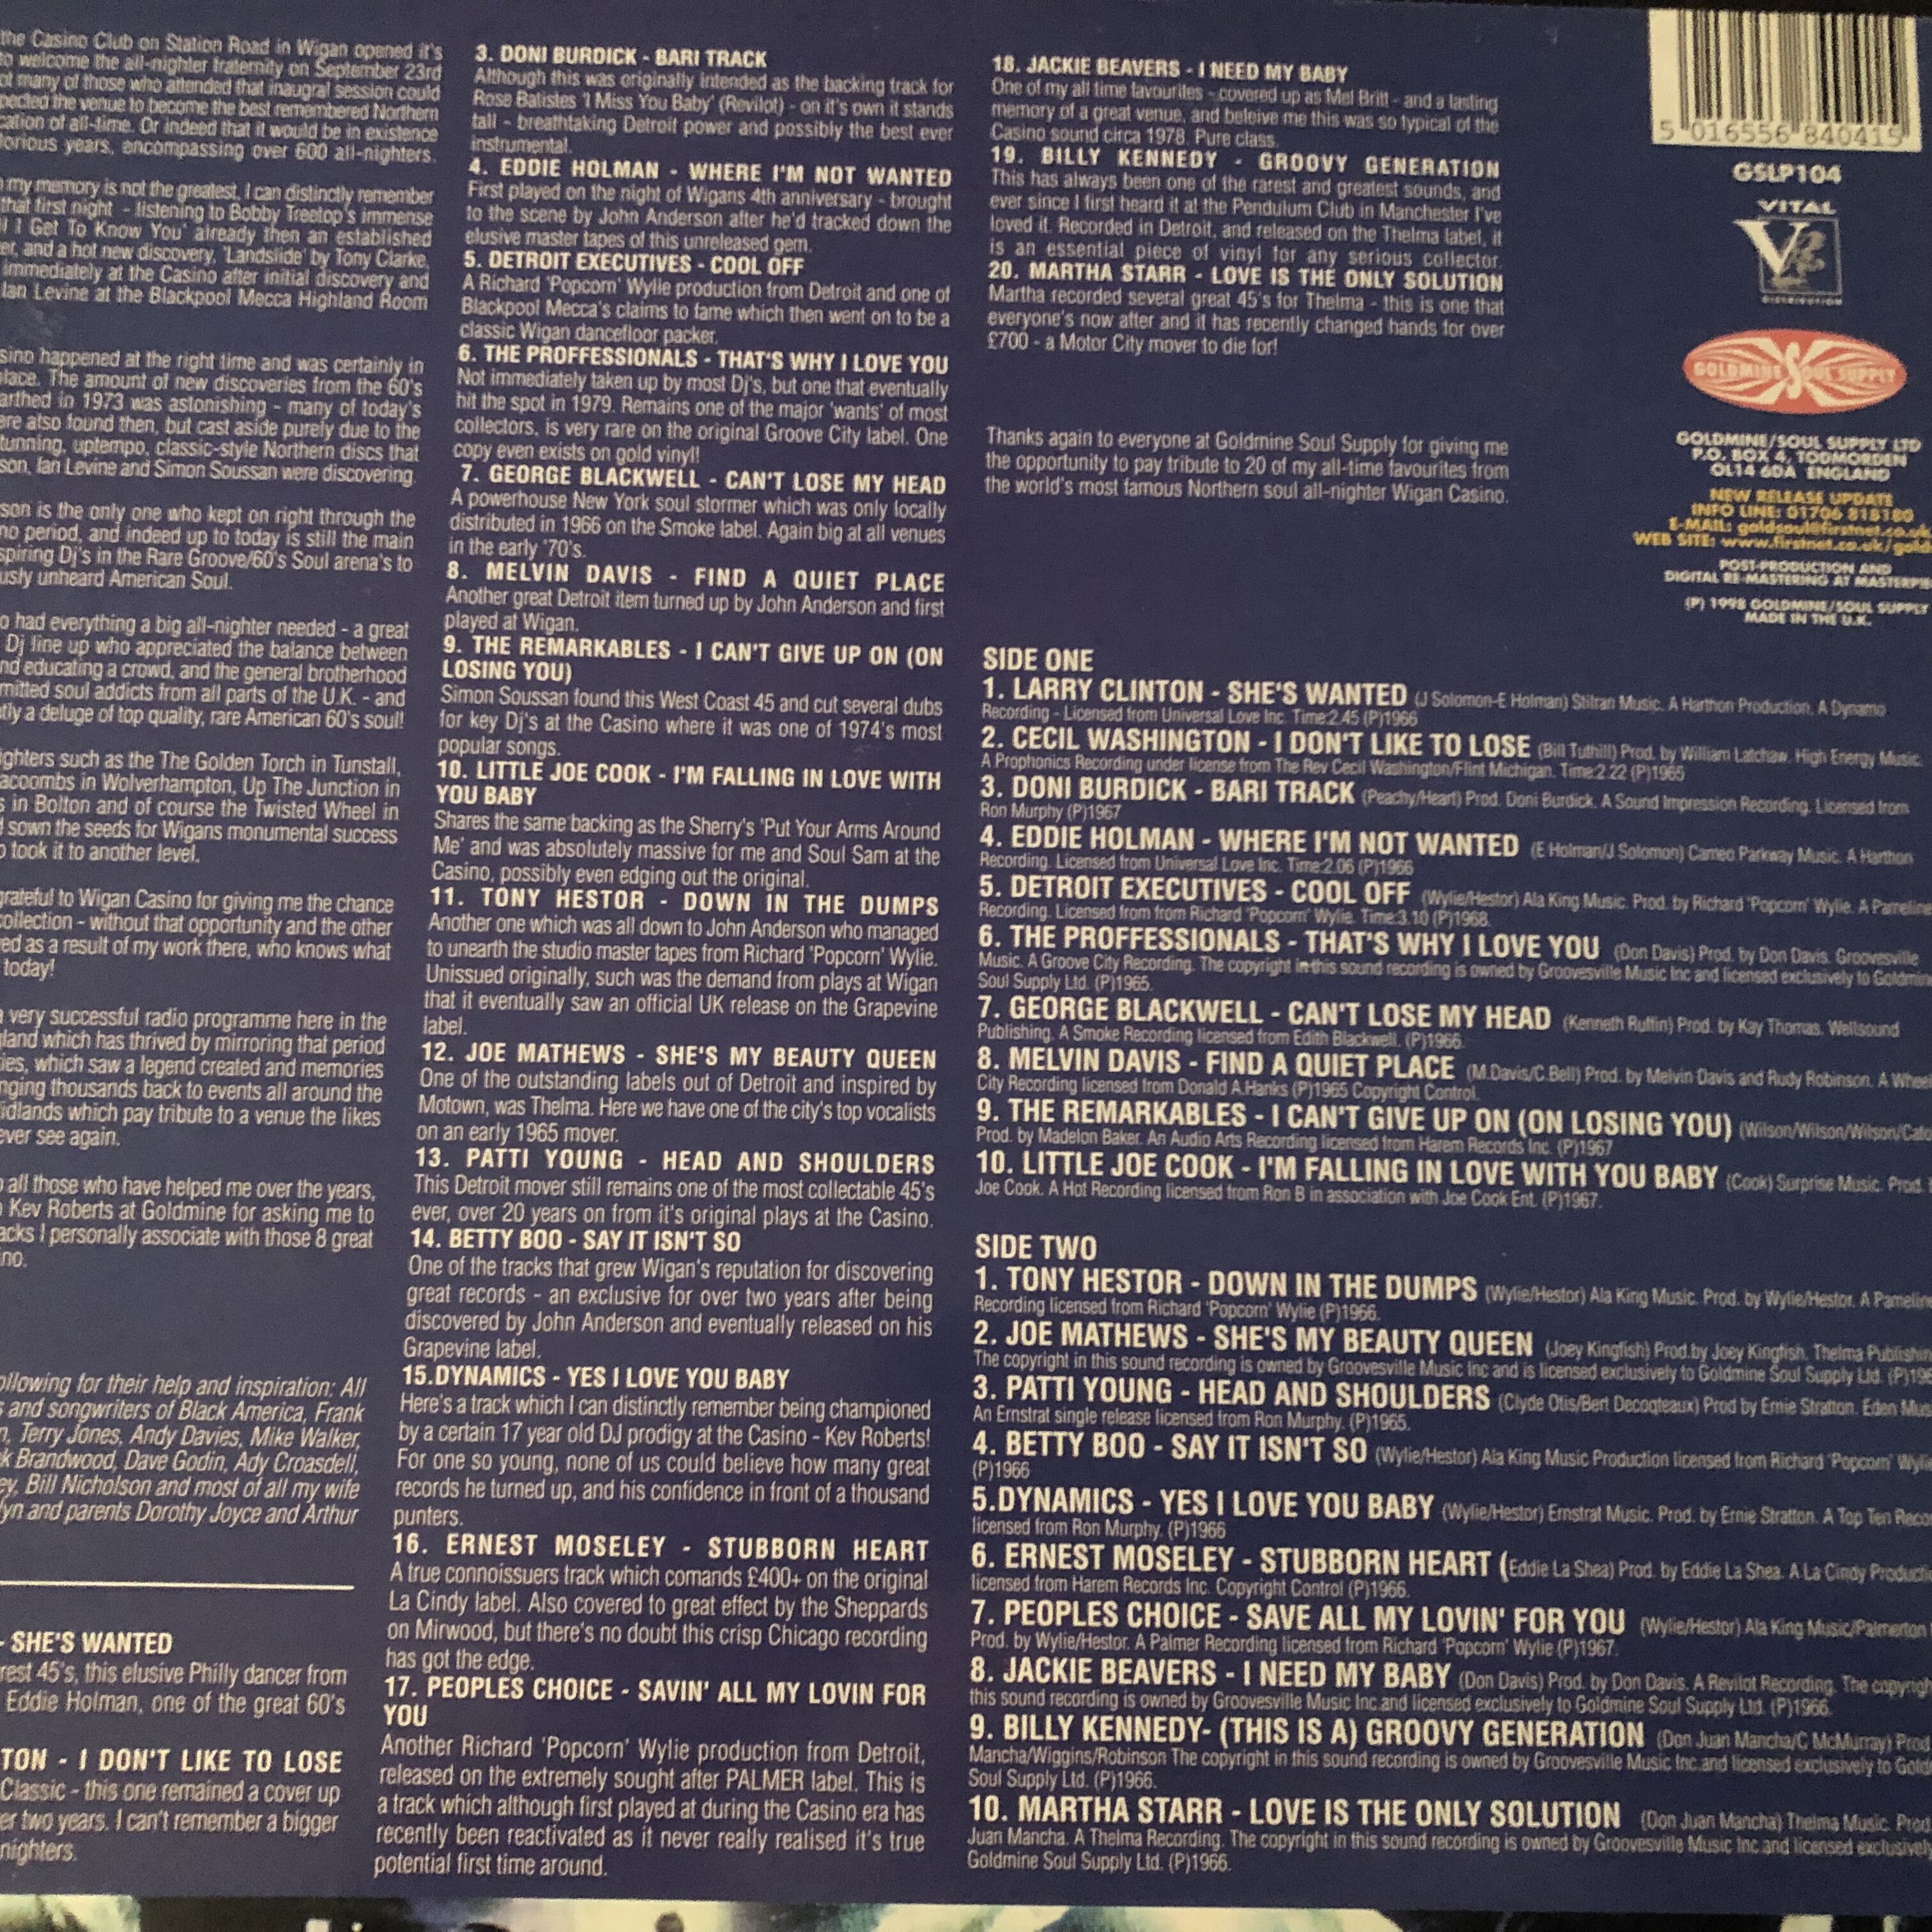 the Casino Club on Station Road in Wigan opened it's
to welcome the all-nighter fraternity on September 23rd
of many of those who attended that inaugral session could
pected the venue to become the best remembered Northern
cation of all-time. Or indeed that it would be in existence
lorious years, encompassing over 600 all-nighters.
my memory is not the greatest, I can distinctly remember
that first night - listening to Bobby Treetop's immense
I Get To Know You' already then an established
er, and a hot new discovery, 'Landslide' by Tony Clarke
immediately at the Casino after initial discovery and
Ian Levine at the Blackpool Mecca Highland Room
sino happened at the right time and was certainly in
place. The amount of new discoveries from the 60's
arthed in 1973 was astonishing - many of today's
ere also found then, but cast aside purely due to the
tunning, uptempo, classic-style Northern discs that
son, Ian Levine and Simon Soussan were discovering.
son is the only one who kept on right through the
no period, and indeed up to today is still the main
spiring Dj's in the Rare Groove/60's Soul arena's to
usly unheard American Soul.
o had everything a big all-nighter needed - a great
Dj line up who appreciated the balance between
nd educating a crowd, and the general brotherhood
mitted soul addicts from all parts of the U.K. - and
tly a deluge of top quality, rare American 60's soul!
ighters such as the The Golden Torch in Tunstall,
acoombs in Wolverhampton, Up The Junction in
s in Bolton and of course the Twisted Wheel in
d sown the seeds for Wigans monumental success
o took it to another level.
grateful to Wigan Casino for giving me the chance
collection - without that opportunity and the other
ved as a result of my work there, who knows what
today!
a very successful radio programme here in the
land which has thrived by mirroring that period
ies, which saw a legend created and memories
nging thousands back to events all around the
idlands which pay tribute to a venue the likes
ever see again.
o all those who have helped me over the years,
Kev Roberts at Goldmine for asking me to
acks I personally associate with those 8 great
ino.
ollowing for their help and inspiration: All
s and songwriters of Black America, Frank
n, Terry Jones, Andy Davies, Mike Walker,
k Brandwood, Dave Godin, Ady Croasdell,
ey, Bill Nicholson and most of all my wife
lyn and parents Dorothy Joyce and Arthur
- SHE'S WANTED
rest 45's, this elusive Philly dancer from
Eddie Holman, one of the great 60's
TON - I DON'T LIKE TO LOSE
Classic - this one remained a cover up
er two years. I can't remember a bigger
nighters.
3. DONI BURDICK - BARI TRACK
Although this was originally intended as the backing track for
Rose Batistes 'I Miss You Baby' (Revilot) - on it's own it stands
tall - breathtaking Detroit power and possibly the best ever
instrumental.
4. EDDIE HOLMAN - WHERE I'M NOT WANTED
First played on the night of Wigans 4th anniversary - brought
to the scene by John Anderson after he'd tracked down the
elusive master tapes of this unreleased gem.
5. DETROIT EXECUTIVES - COOL OFF
A Richard 'Popcorn' Wylie production from Detroit and one of
Blackpool Mecca's claims to fame which then went on to be a
classic Wigan dancefloor packer.
6. THE PROFFESSIONALS - THAT'S WHY I LOVE YOU
Not immediately taken up by most Dj's, but one that eventually
hit the spot in 1979. Remains one of the major 'wants' of most
collectors, is very rare on the original Groove City label. One
copy even exists on gold vinyl!
7. GEORGE BLACKWELL - CAN'T LOSE MY HEAD
A powerhouse New York soul stormer which was only locally
distributed in 1966 on the Smoke label. Again big at all venues
in the early '70's.
8. MELVIN DAVIS - FIND A QUIET PLACE
Another great Detroit item turned up by John Anderson and first
played at Wigan.
9. THE REMARKABLES - I CAN'T GIVE UP ON (ON
LOSING YOU)
Simon Soussan found this West Coast 45 and cut several dubs
for key Dj's at the Casino where it was one of 1974's most
popular songs.
10. LITTLE JOE COOK - I'M FALLING IN LOVE WITH
YOU BABY
Shares the same backing as the Sherry's 'Put Your Arms Around
Me' and was absolutely massive for me and Soul Sam at the
Casino, possibly even edging out the original.
11. TONY HESTOR - DOWN IN THE DUMPS
Another one which was all down to John Anderson who managed
to unearth the studio master tapes from Richard 'Popcorn' Wylie.
Unissued originally, such was the demand from plays at Wigan
that it eventually saw an official UK release on the Grapevine
label.
12. JOE MATHEWS - SHE'S MY BEAUTY QUEEN
One of the outstanding labels out of Detroit and inspired by
Motown, was Thelma. Here we have one of the city's top vocalists
on an early 1965 mover.
13. PATTI YOUNG - HEAD AND SHOULDERS
This Detroit mover still remains one of the most collectable 45's
ever, over 20 years on from it's original plays at the Casino.
14. BETTY BOO - SAY IT ISN'T SO
One of the tracks that grew Wigan's reputation for discovering
great records - an exclusive for over two years after being
discovered by John Anderson and eventually released on his
Grapevine label.
15.DYNAMICS - YES I LOVE YOU BABY
Here's a track which I can distinctly remember being championed
by a certain 17 year old DJ prodigy at the Casino - Kev Roberts!
For one so young, none of us could believe how many great
records he turned up, and his confidence in front of a thousand
punters.
16. ERNEST MOSELEY - STUBBORN HEART
A true connoissuers track which comands £400+ on the original
La Cindy label. Also covered to great effect by the Sheppards
on Mirwood, but there's no doubt this crisp Chicago recording
has got the edge.
17. PEOPLES CHOICE - SAVIN' ALL MY LOVIN FOR
YOU
Another Richard 'Popcorn' Wylie production from Detroit,
released on the extremely sought after PALMER label. This is
a track which although first played at during the Casino era has
recently been reactivated as it never really realised it's true
potential first time around.
18. JACKIE BEAVERS - I NEED MY BABY
One of my all time favourites - covered up as Mel Britt - and a lasting
memory of a great venue, and beleive me this was so typical of the
Casino sound circa 1978. Pure class.
19. BILLY KENNEDY - GROOVY GENERATION
This has always been one of the rarest and greatest sounds, and
ever since I first heard it at the Pendulum Club in Manchester I've
loved it. Recorded in Detroit, and released on the Thelma label, it
is an essential piece of vinyl for any serious collector.
20. MARTHA STARR - LOVE IS THE ONLY SOLUTION
Martha recorded several great 45's for Thelma - this is one that
everyone's now after and it has recently changed hands for over
£700 - a Motor City mover to die for!
Thanks again to everyone at Goldmine Soul Supply for giving me
the opportunity to pay tribute to 20 of my all-time favourites from
the world's most famous Northern soul all-nighter Wigan Casino.
SIDE ONE
1. LARRY CLINTON - SHE'S WANTED (J Solomon-E Holman) Stilran Music. A Harthon Production. A Dynamo
Recording - Licensed from Universal Love Inc. Time:2.45 (P)1966
2. CECIL WASHINGTON - I DON'T LIKE TO LOSE (Bill Tuthill) Prod. by William Latchaw. High Energy Music.
A Prophonics Recording under license from The Rev Cecil Washington/Flint Michigan. Time:2.22 (P)1965
3. DONI BURDICK - BARI TRACK (Peachy/Heart) Prod. Doni Burdick. A Sound Impression Recording. Licensed from
Ron Murphy (P)1967
4. EDDIE HOLMAN - WHERE I'M NOT WANTED (E Holman/J Solomon) Cameo Parkway Music. A Harthon
Recording. Licensed from Universal Love Inc. Time:2.06 (P)1966
5. DETROIT EXECUTIVES - COOL OFF (Wylie/Hestor) Ala King Music. Prod. by Richard 'Popcorn' Wylie. A Pameline
Recording. Licensed from from Richard 'Popcorn' Wylie. Time:3.10 (P)1968.
6. THE PROFFESSIONALS - THAT'S WHY I LOVE YOU (Don Davis) Prod. by Don Davis. Groovesville
Music. A Groove City Recording. The copyright in this sound recording is owned by Groovesville Music Inc and licensed exclusively to Goldmin
Soul Supply Ltd. (P)1965.
7. GEORGE BLACKWELL - CAN'T LOSE MY HEAD (Kenneth Ruffin) Prod. by Kay Thomas. Wellsound
Publishing. A Smoke Recording licensed from Edith Blackwell. (P)1966.
8. MELVIN DAVIS - FIND A QUIET PLACE (M.Davis/C.Bell) Prod. by Melvin Davis and Rudy Robinson. A Whee
City Recording licensed from Donald A.Hanks (P)1965 Copyright Control.
9. THE REMARKABLES - I CAN'T GIVE UP ON (ON LOSING YOU) (Wilson/Wilson/Wilson/Cat
Prod. by Madelon Baker. An Audio Arts Recording licensed from Harem Records Inc. (P)1967
10. LITTLE JOE COOK - I'M FALLING IN LOVE WITH YOU BABY (Cook) Surprise Music. Prod.
Joe Cook. A Hot Recording licensed from Ron B in association with Joe Cook Ent. (P)1967.
SIDE TWO
1. TONY HESTOR - DOWN IN THE DUMPS (Wylie/Hestor) Ala King Music. Prod. by Wylie/Hestor. A Pameline
Recording licensed from Richard 'Popcorn' Wylie (P)1966.
2. JOE MATHEWS - SHE'S MY BEAUTY QUEEN (Joey Kingfish) Prod.by Joey Kingfish. Thelma Publishin
The copyright in this sound recording is owned by Groovesville Music Inc and is licensed exclusively to Goldmine Soul Supply Ltd. (P)196
3. PATTI YOUNG - HEAD AND SHOULDERS (Clyde Otis/Bert Decoqteaux) Prod by Ernie Stratton. Eden Mus
An Ernstrat single release licensed from Ron Murphy. (P)1965.
4. BETTY BOO - SAY IT ISN'T SO (Wylie/Hestor) Ala King Music Production licensed from Richard 'Popcorn' Wylie
(P)1966
5.DYNAMICS - YES I LOVE YOU BABY (Wylie/Hestor) Ernstrat Music. Prod. by Ernie Stratton. A Top Ten Reco
licensed from Ron Murphy. (P)1966
6. ERNEST MOSELEY - STUBBORN HEART (Eddie La Shea) Prod. by Eddie La Shea. A La Cindy Producti
licensed from Harem Records Inc. Copyright Control (P)1966.
7. PEOPLES CHOICE - SAVE ALL MY LOVIN' FOR YOU (Wylie/Hestor) Ala King Music/Palmerton
Prod. by Wylie/Hestor. A Palmer Recording licensed from Richard 'Popcorn' Wylie (P)1967.
8. JACKIE BEAVERS - I NEED MY BABY (Don Davis) Prod. by Don Davis. A Revilot Recording. The copyrigh
this sound recording is owned by Groovesville Music Inc.and licensed exclusively to Goldmine Soul Supply Ltd. (P)1966.
9. BILLY KENNEDY- (THIS IS A) GROOVY GENERATION (Don Juan Mancha/C McMurray) Prod
Mancha/Wiggins/Robinson The copyright in this sound recording is owned by Groovesville Music Inc.and licensed exclusively to Gold
Soul Supply Ltd. (P)1966.
10. MARTHA STARR - LOVE IS THE ONLY SOLUTION (Don Juan Mancha) Thelma Music. Prod
Juan Mancha. A Thelma Recording. The copyright in this sound recording is owned by Groovesville Music Inc and licensed exclusively
Goldmine Soul Supply Ltd. (P)1966.
5 016556 840415
GSLP104
VITAL
DISTRIBUTION
GOLDMINE SOUL SUPPLY
GOLDMINE/SOUL SUPPLY LTD
P.O. BOX 4, TODMORDEN
OL14 6DA ENGLAND
NEW RELEASE UPDATE
INFO LINE: 01706 818180
E-MAIL: goldsoul@firstnet.co.uk
WEB SITE: www.firstnet.co.uk/gold
POST-PRODUCTION AND
DIGITAL RE-MASTERING AT MASTERPIE
(P) 1998 GOLDMINE/SOUL SUPPLY
MADE IN THE U.K.